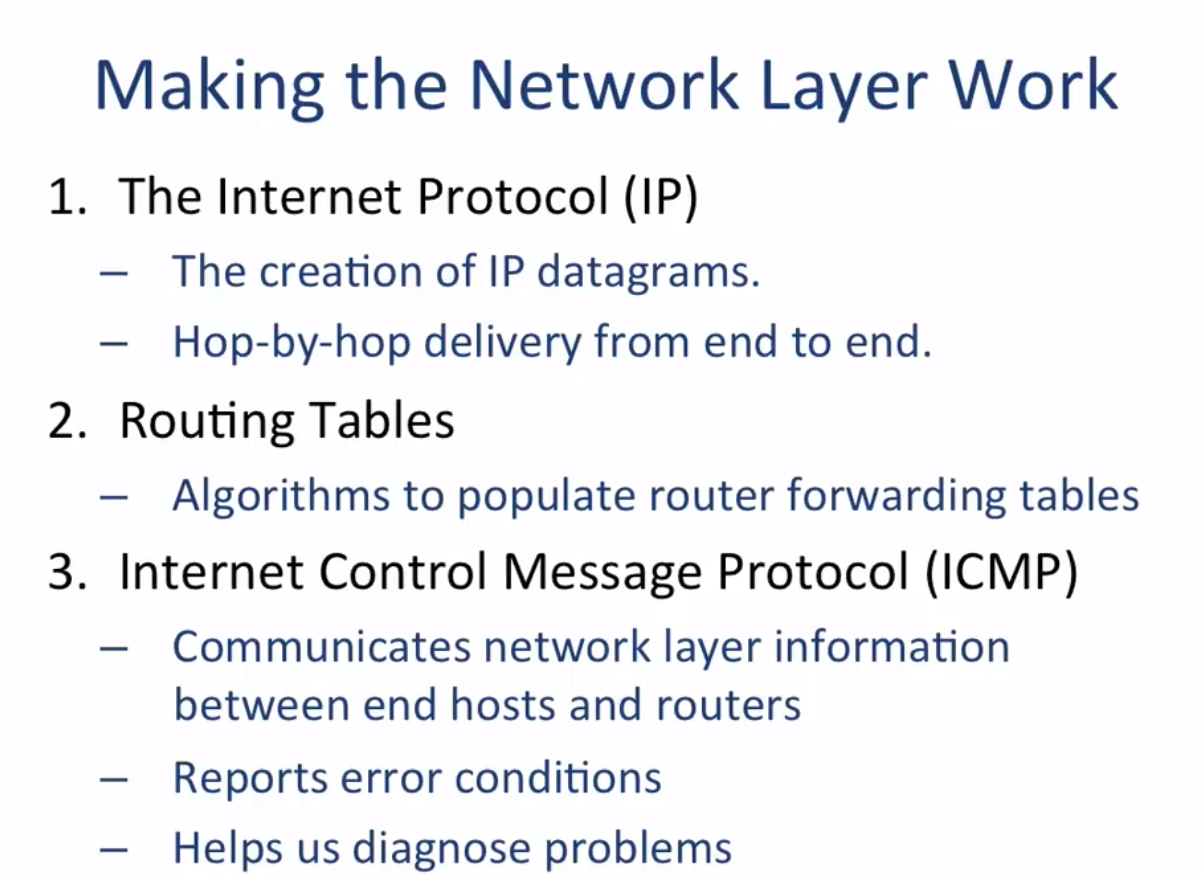 Making the Network Layer Work
1. The Internet Protocol (IP)
– The creation of IP datagrams.
– Hop-by-hop delivery from end to end.
2. Routing Tables
– Algorithms to populate router forwarding tables
3. Internet Control Message Protocol (ICMP)
– Communicates network layer information
between end hosts and routers
– Reports error conditions
– Helps us diagnose problems